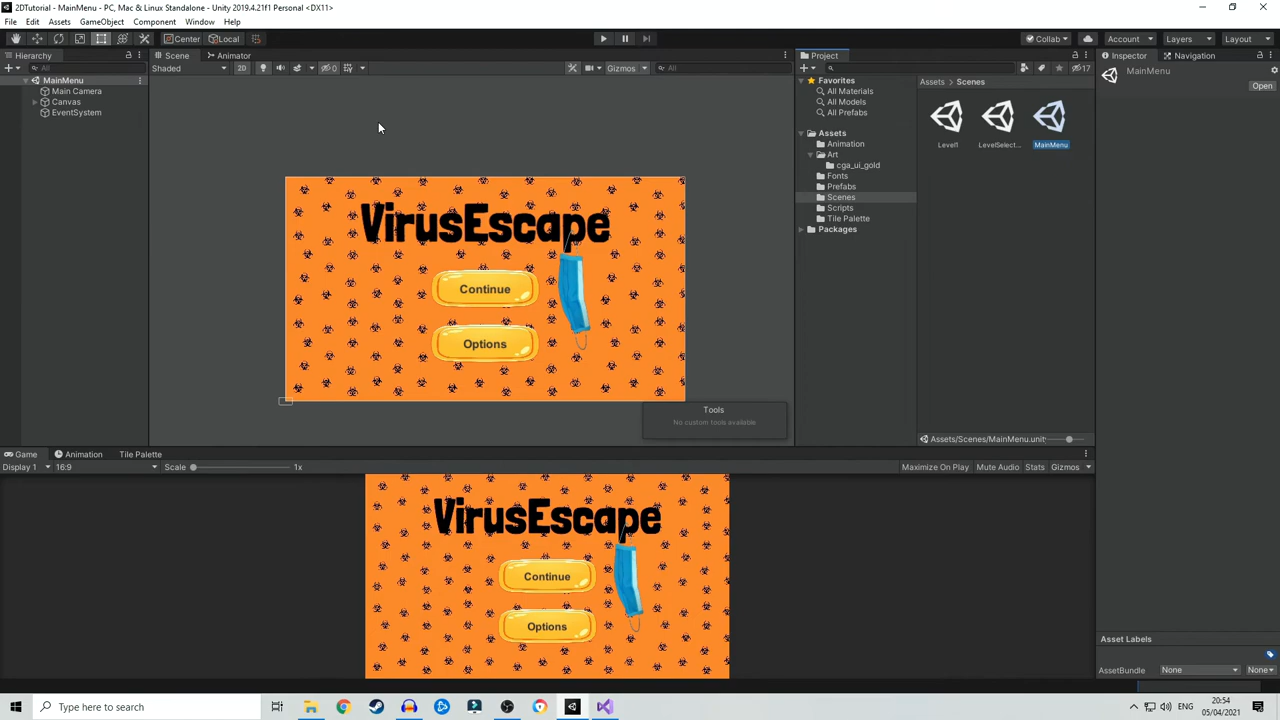 2DTutorial - MainMenu - PC, Mac & Linux Standalone - Unity 2019.4.21f1 Personal <DX11>
File Edit Assets GameObject Component Window Help
Center Local Collab Account Layers Layout
Hierarchy Scene Animator Project Inspector Navigation
All Shaded 2D 0 Gizmos All 17
MainMenu
Main Camera
Canvas
EventSystem
VirusEscape
Continue
Options
Tools
No custom tools available
Favorites
All Materials
All Models
All Prefabs
Assets
Animation
Art
cga_ui_gold
Fonts
Prefabs
Scenes
Scripts
Tile Palette
Packages
Assets Scenes
Level1 LevelSelect... MainMenu
Assets/Scenes/MainMenu.unity
MainMenu
Open
Asset Labels
AssetBundle None None
Game Animation Tile Palette
Display 1 16:9 Scale 1x Maximize On Play Mute Audio Stats Gizmos
VirusEscape
Continue
Options
Type here to search
20:54
05/04/2021